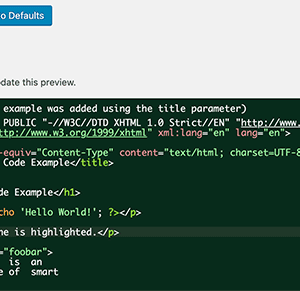 o Defaults
date this preview.
example was added using the title parameter)
PUBLIC "-//W3C//DTD XHTML 1.0 Strict//EN" "http://www.
ttp://www.w3.org/1999/xhtml" xml:lang="en" lang="en">
-equiv="Content-Type" content="text/html; charset=UTF-8
Code Example</title>
de Example</h1>
cho 'Hello World!'; ?></p>
ne is highlighted.</p>
="foobar">
is an
e of smart